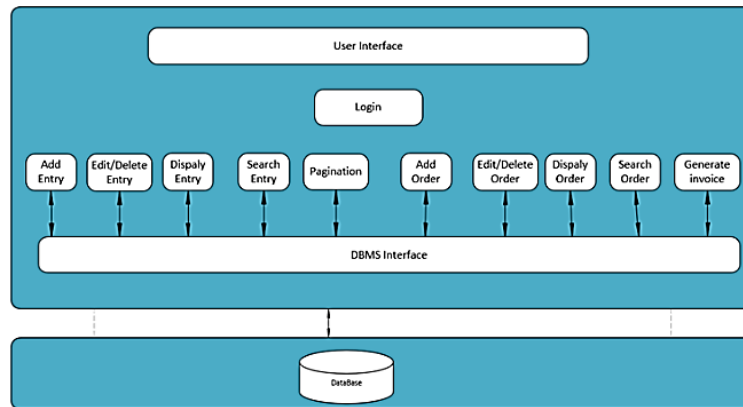 User Interface
Login
Add
Entry
Edit/Delete
Entry
Dispaly
Entry
Search
Entry
Pagination
Add
Order
Edit/Delete
Order
Dispaly
Order
Search
Order
Generate
invoice
DBMS Interface
DataBase